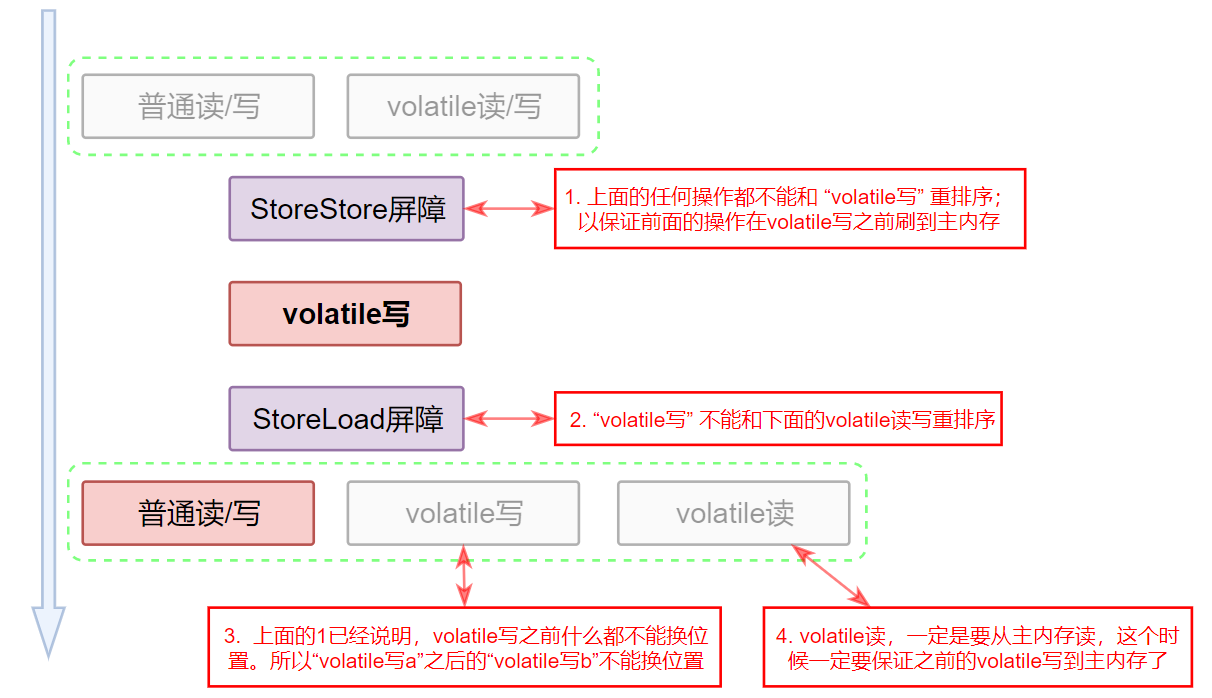 普通读/写
volatile读/写
StoreStore屏障
1. 上面的任何操作都不能和 “volatile写” 重排序；
以保证前面的操作在volatile写之前刷到主内存
volatile写
StoreLoad屏障
2. “volatile写” 不能和下面的volatile读写重排序
普通读/写
volatile写
volatile读
3. 上面的1已经说明，volatile写之前什么都不能换位
置。所以“volatile写a”之后的“volatile写b”不能换位置
4. volatile读，一定是要从主内存读，这个时
候一定要保证之前的volatile写到主内存了